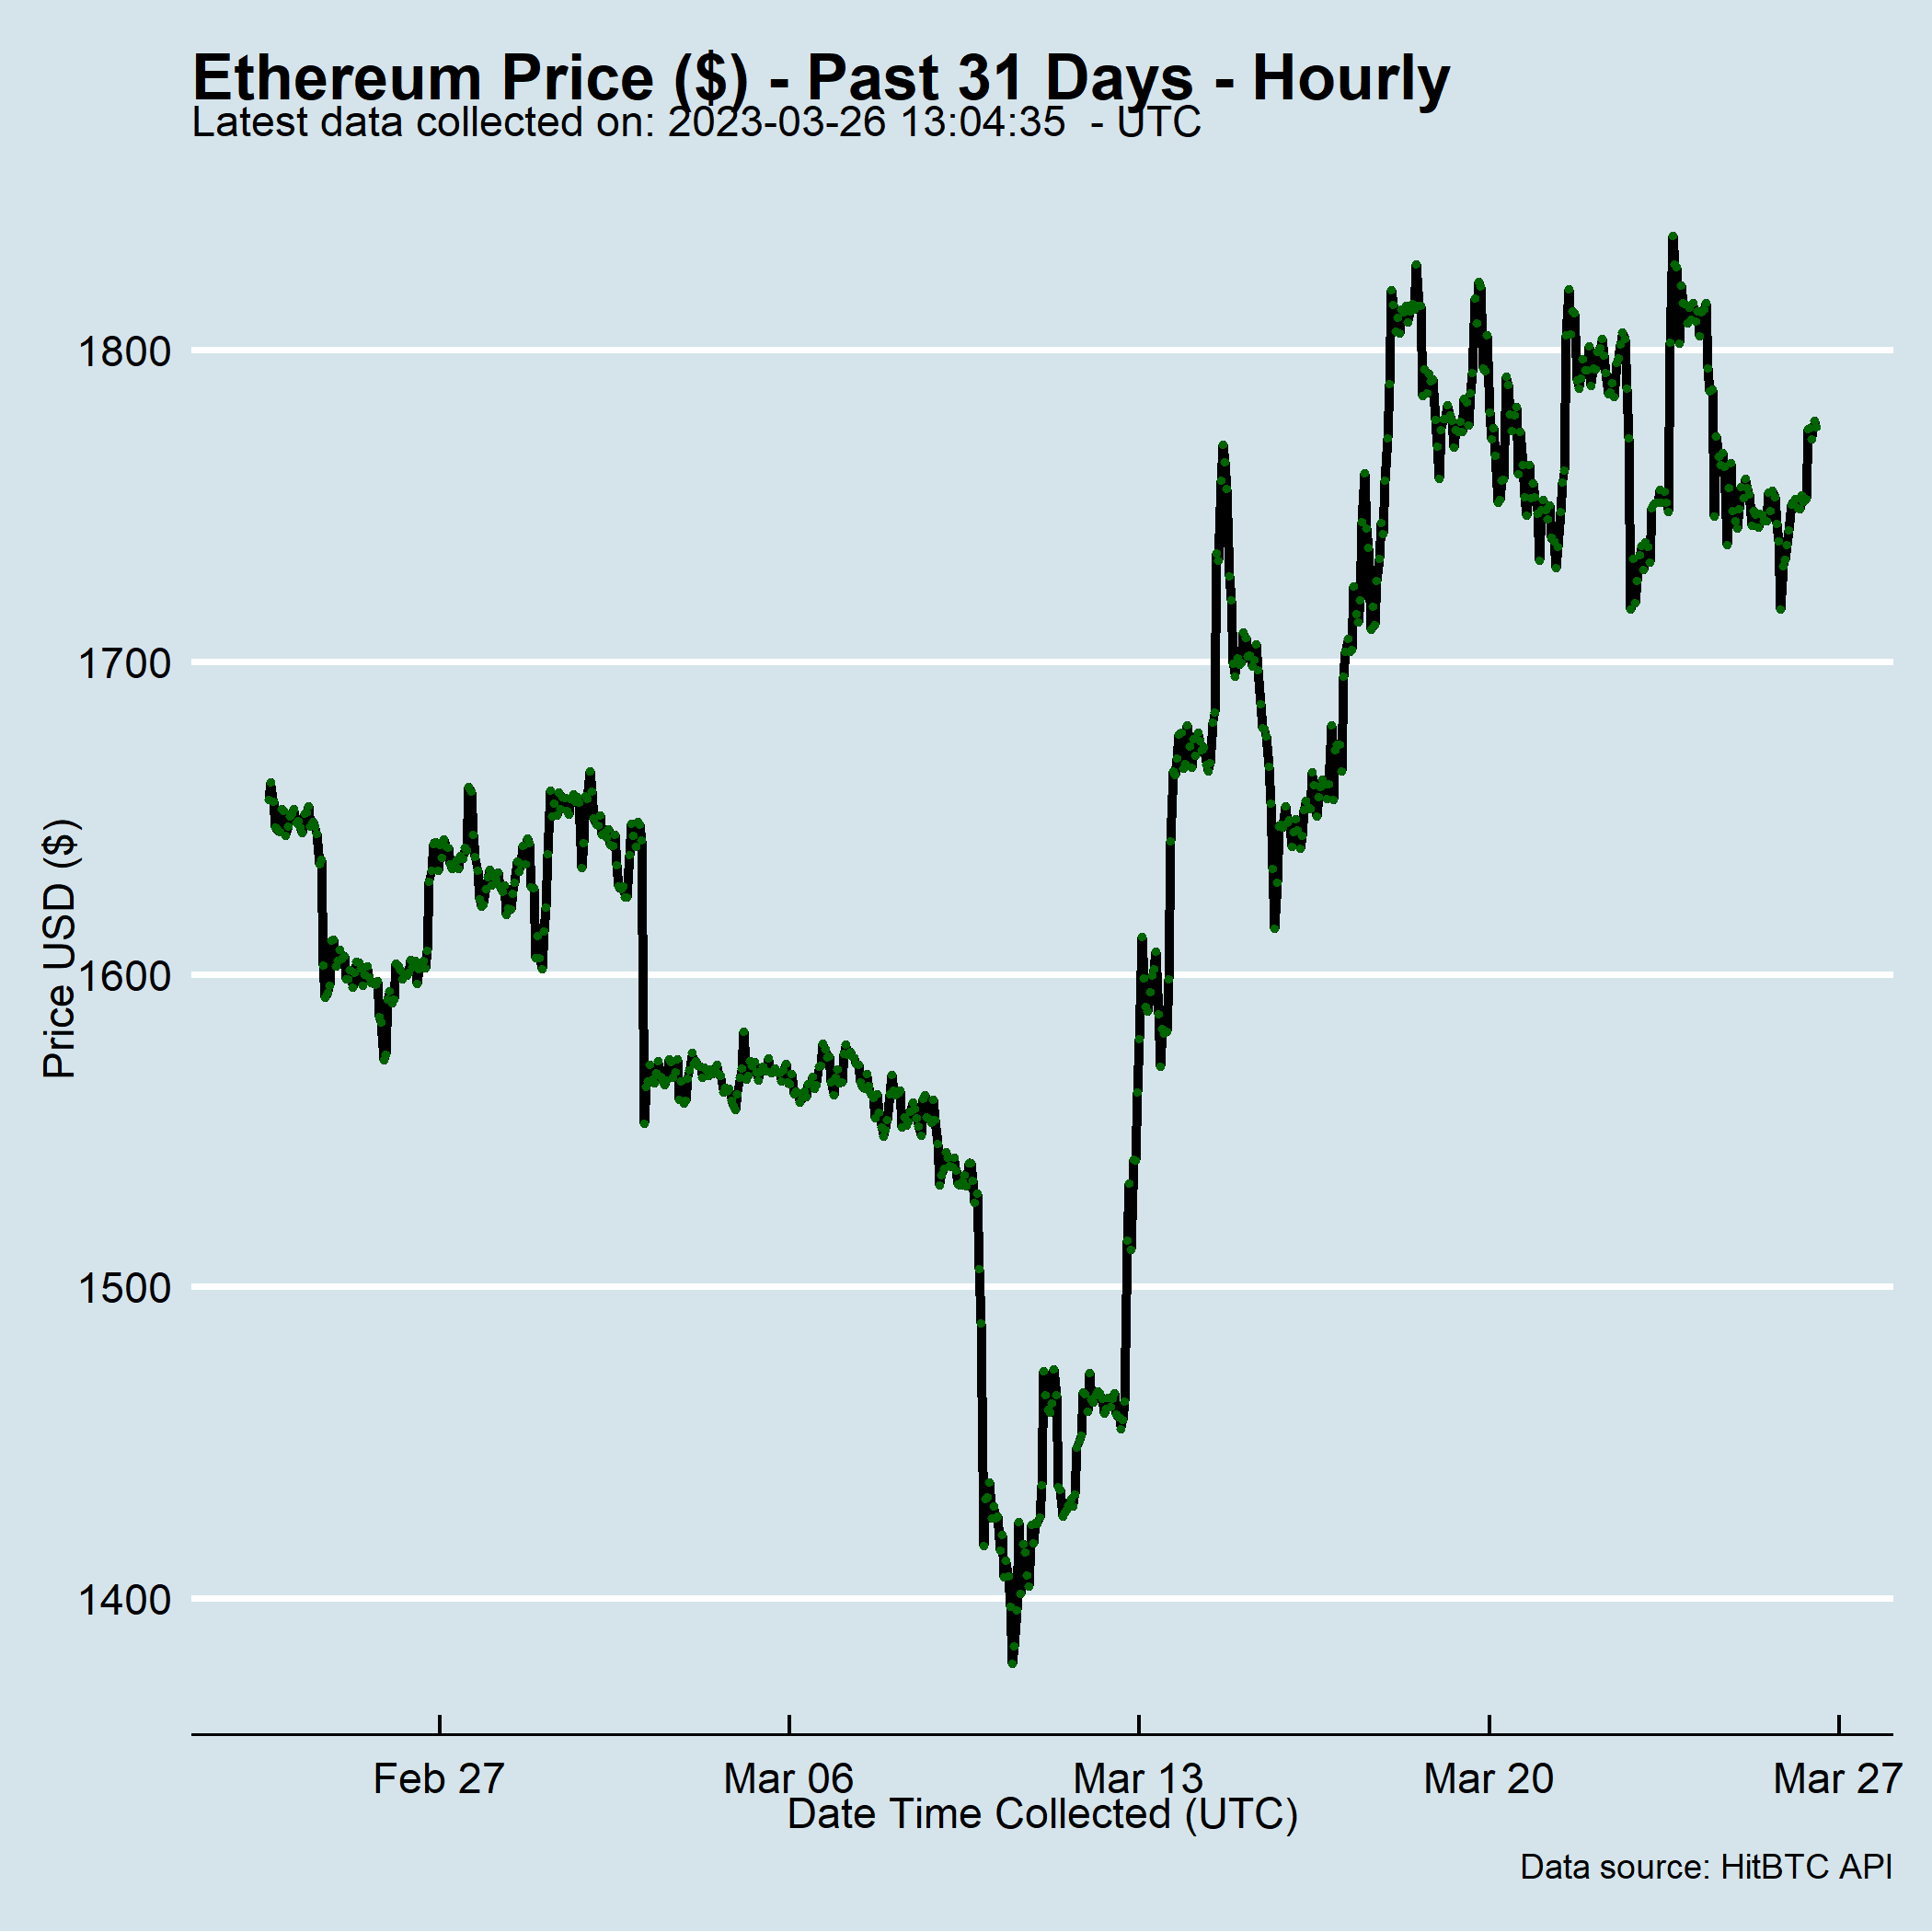 Ethereum Price ($) - Past 31 Days - Hourly
Latest data collected on: 2023-03-26 13:04:35  - UTC
Price USD ($)
1800
1700
1600
1500
1400
Feb 27
Mar 06
Mar 13
Mar 20
Mar 27
Date Time Collected (UTC)
Data source: HitBTC API